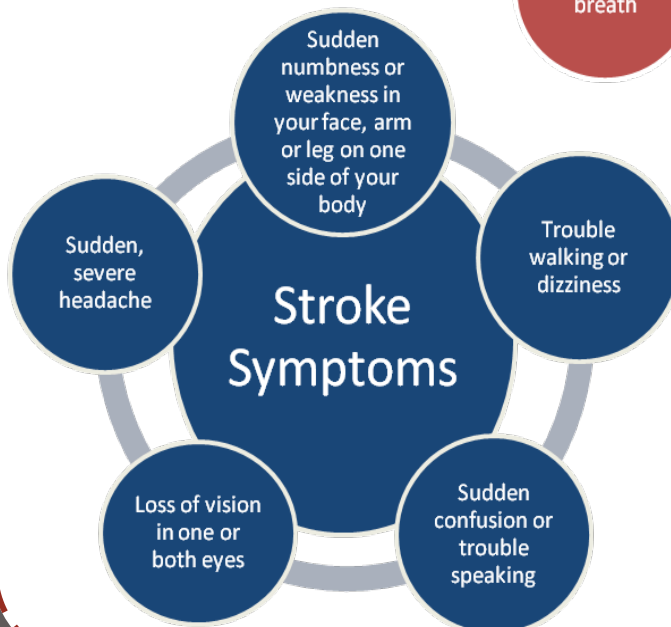 breath
Sudden
numbness or
weakness in
your face, arm
or leg on one
side of your
body
Trouble
walking or
dizziness
Sudden,
severe
headache
Stroke
Symptoms
Loss of vision
in one or
both eyes
Sudden
confusion or
trouble
speaking